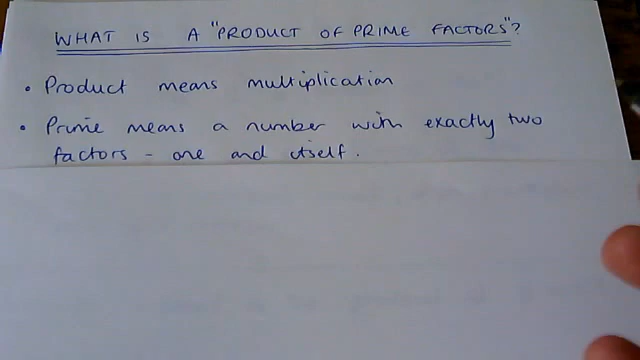 WHAT IS A "PRODUCT OF PRIME FACTORS"?
• Product means multiplication
• Prime means a number with exactly two
factors - one and itself.